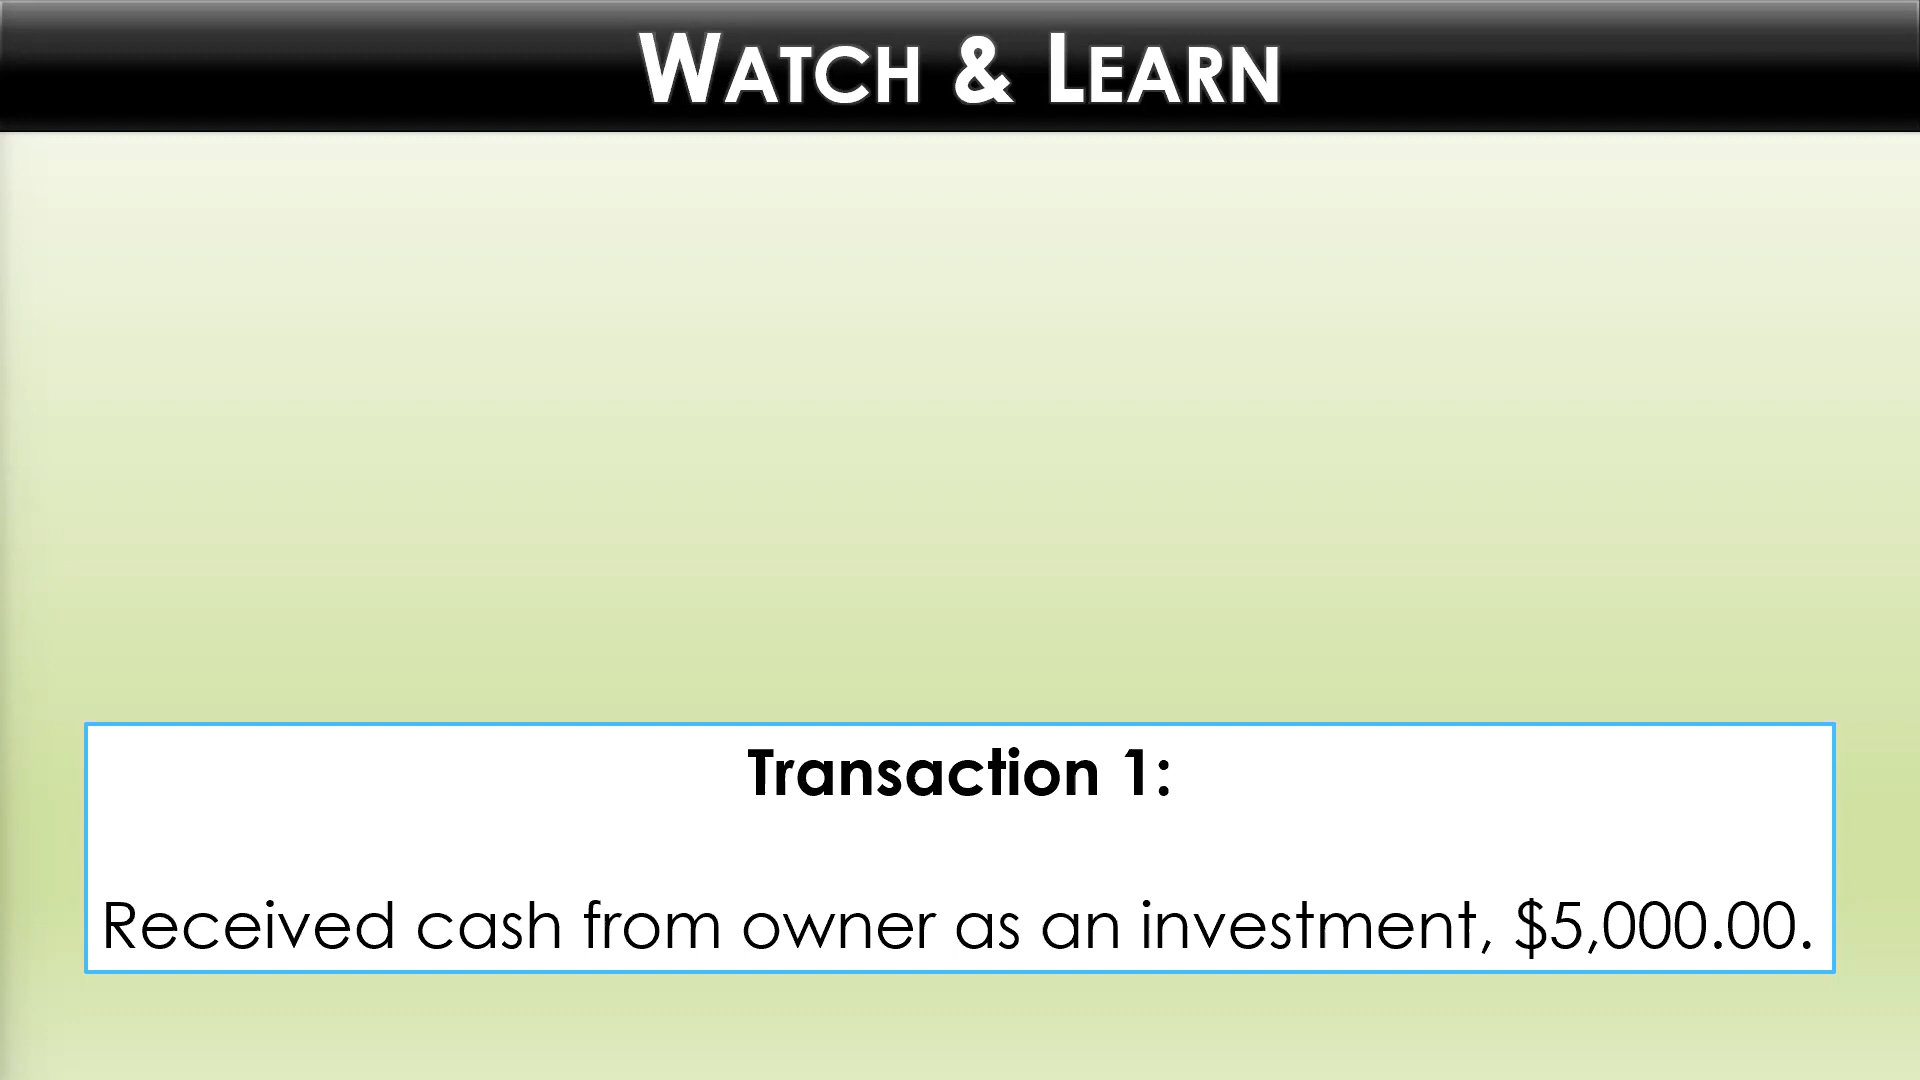 WATCH & LEARN
Transaction 1:
Received cash from owner as an investment, $5,000.00.